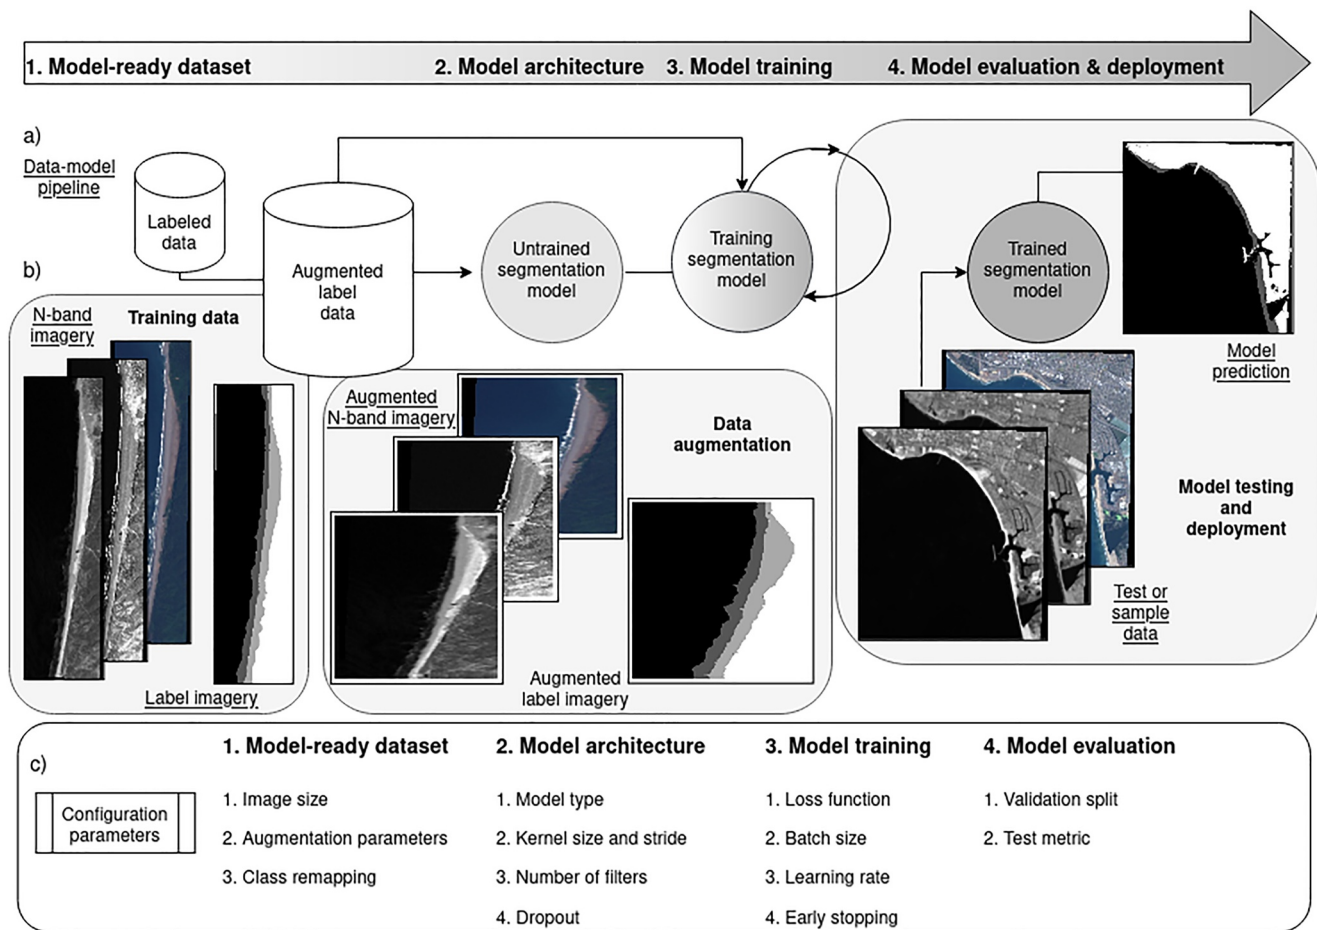 1. Model-ready dataset
2. Model architecture
3. Model training
4. Model evaluation & deployment
a)
Data-model
pipeline
Labeled
data
Augmented
label
data
Untrained
segmentation
model
Training
segmentation
model
Trained
segmentation
model
Model
prediction
b)
N-band
imagery
Training data
Label imagery
Augmented
N-band imagery
Data
augmentation
Augmented
label imagery
Model testing
and
deployment
Test or
sample
data
c)
Configuration
parameters
1. Model-ready dataset
1. Image size
2. Augmentation parameters
3. Class remapping
2. Model architecture
1. Model type
2. Kernel size and stride
3. Number of filters
4. Dropout
3. Model training
1. Loss function
2. Batch size
3. Learning rate
4. Early stopping
4. Model evaluation
1. Validation split
2. Test metric